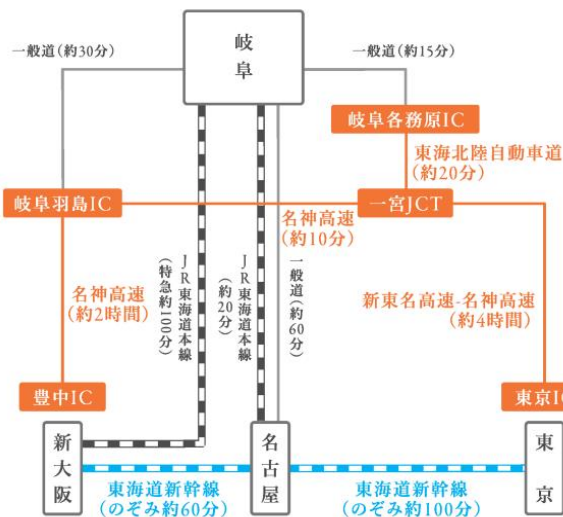 一般道(約30分)
岐阜
一般道(約15分)
岐阜各務原IC
東海北陸自動車道
(約20分)
岐阜羽島IC
名神高速
(約10分)
一宮JCT
名神高速
(約2時間)
JR東海道本線
(特急約100分)
JR東海道本線
(約20分)
一般道(約60分)
新東名高速-名神高速
(約4時間)
豊中IC
東京IC
新大阪
東海道新幹線
(のぞみ約60分)
名古屋
東海道新幹線
(のぞみ約100分)
東京